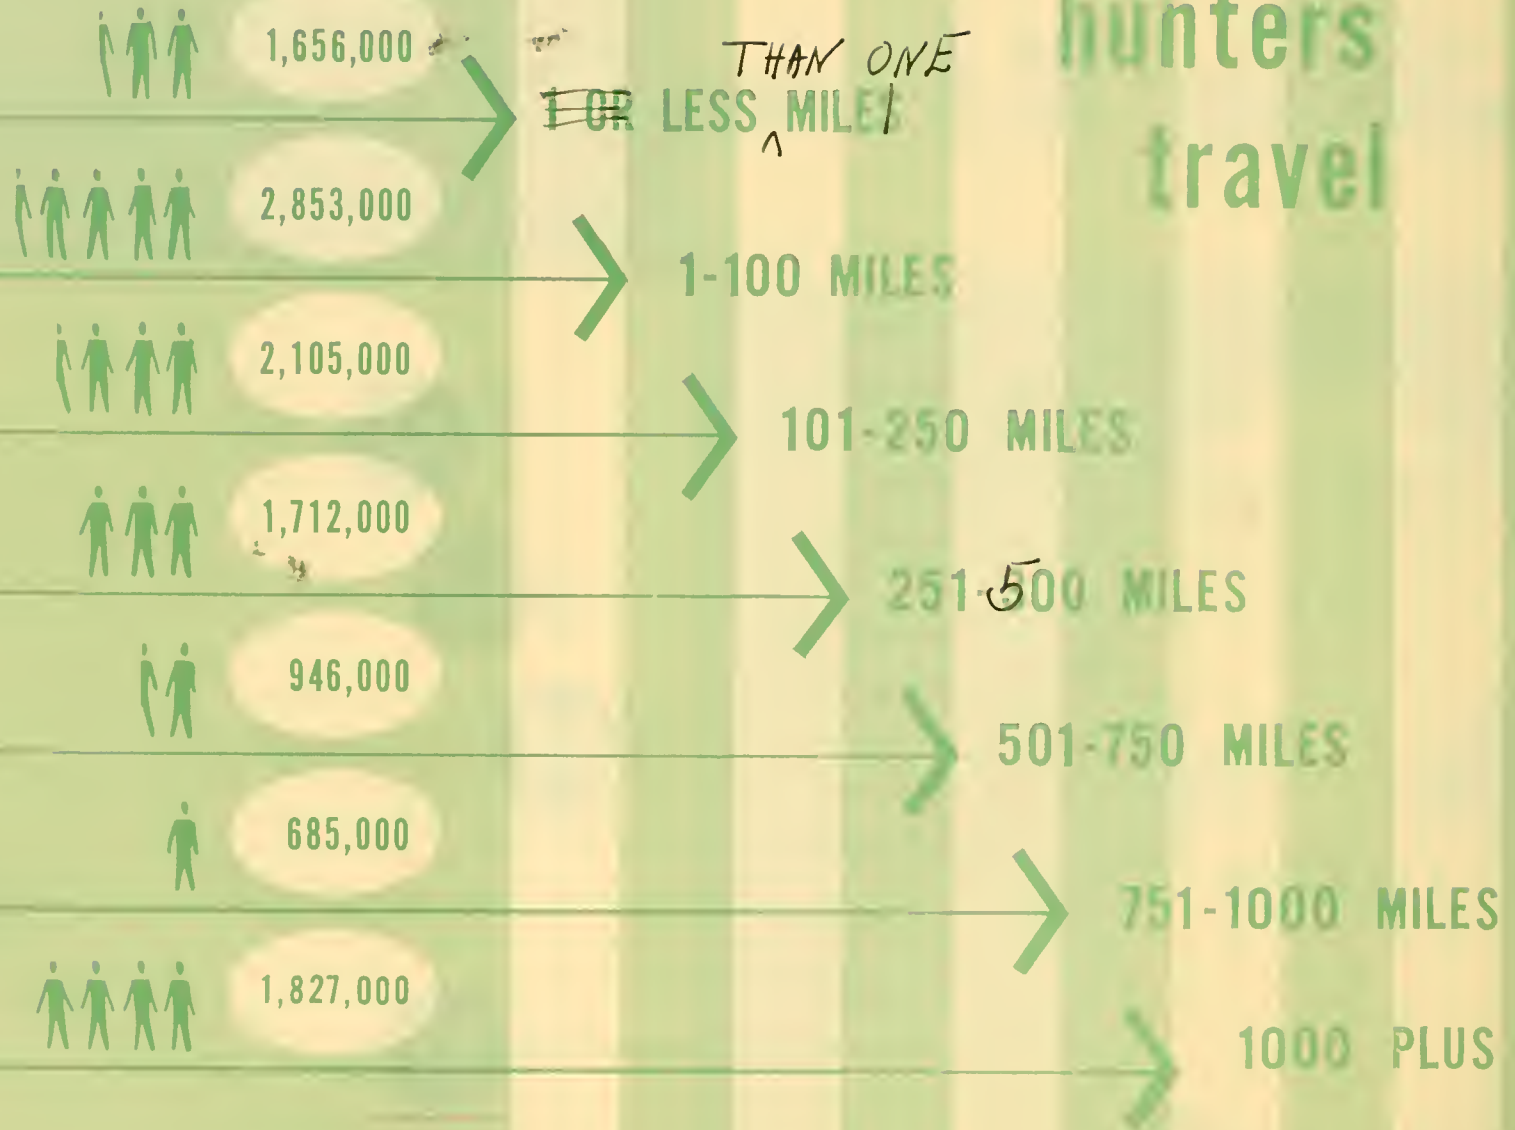 hunters
travel
1,656,000
THAN ONE
1 OR LESS ^ MILES
2,853,000
1-100 MILES
2,105,000
101-250 MILES
1,712,000
251-500 MILES
946,000
501-750 MILES
685,000
751-1000 MILES
1,827,000
1000 PLUS